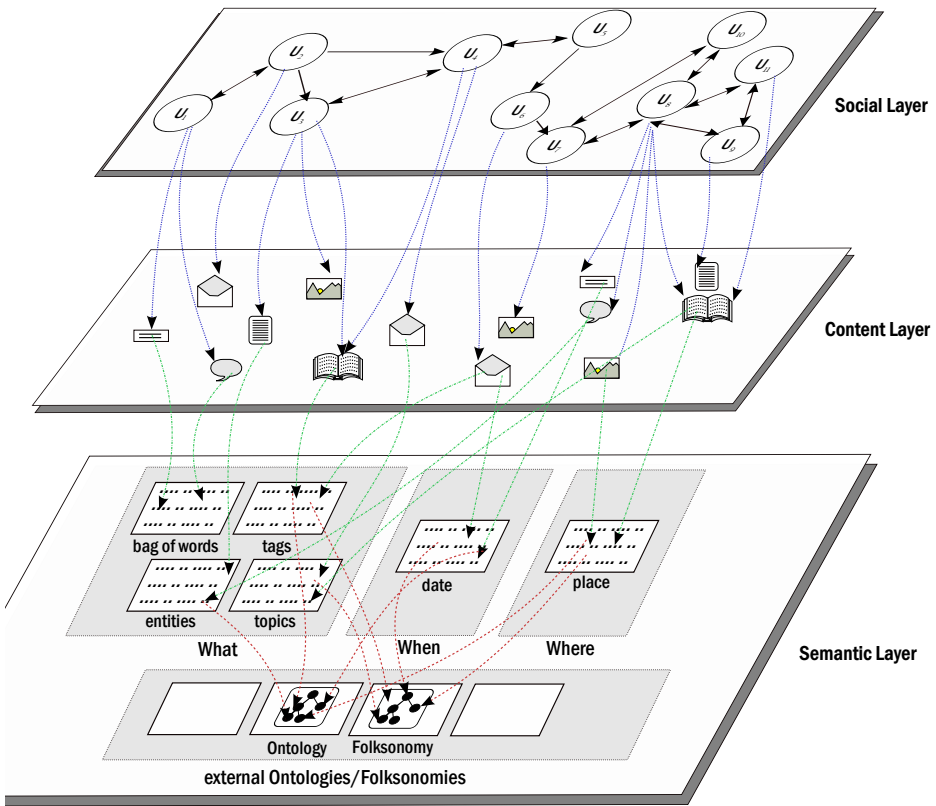 U2
U4
U5
U10
U11
U1
U3
U6
U8
U7
U9
Social Layer
Content Layer
bag of words
tags
date
place
entities
topics
What
When
Where
Semantic Layer
Ontology
Folksonomy
external Ontologies/Folksonomies